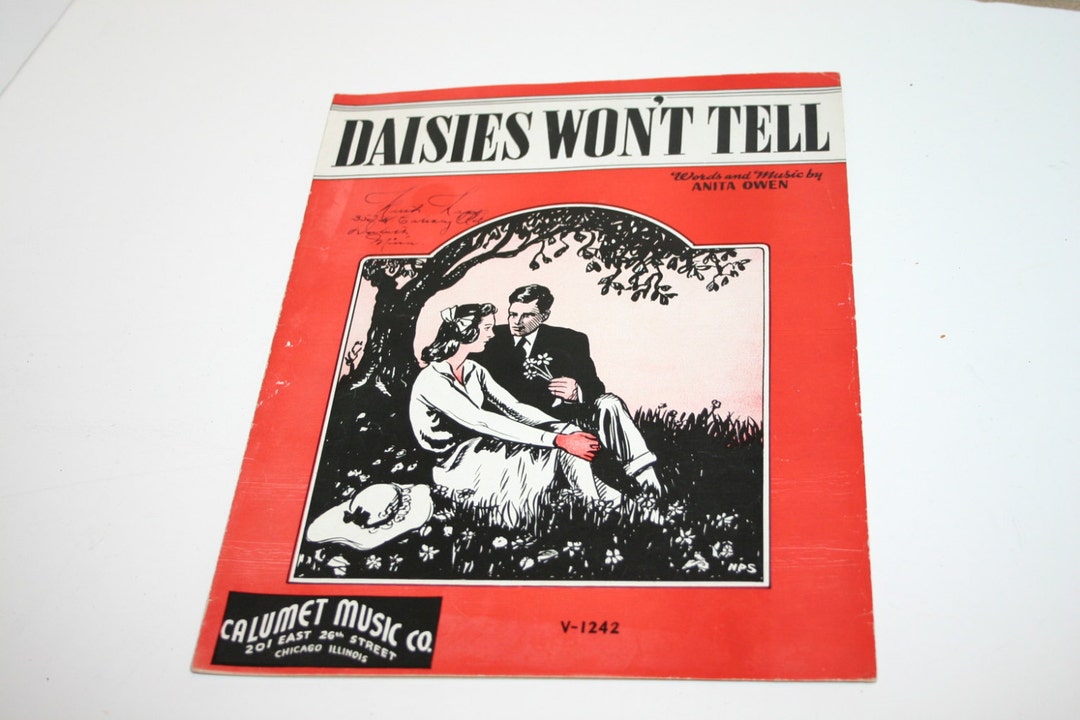 DAISIES WON'T TELL
Words and Music by
ANITA OWEN
Minn
NPS
CALUMET MUSIC CO.
201 EAST 26th STREET
CHICAGO ILLINOIS
V-1242